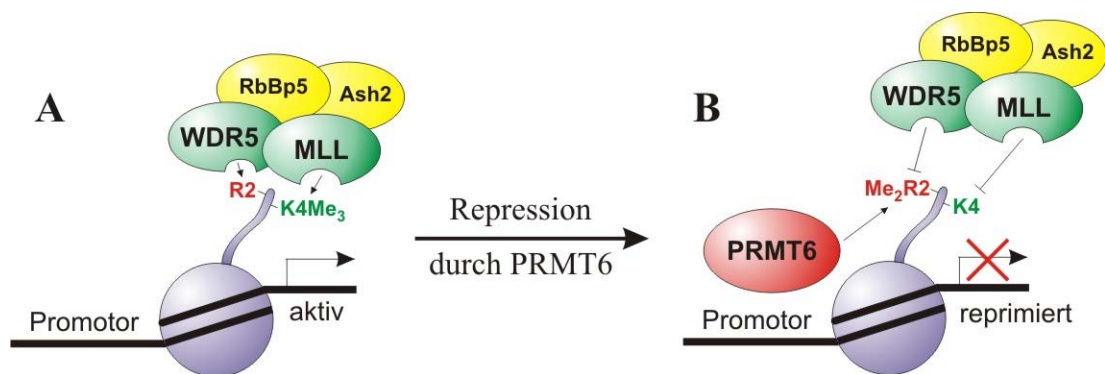 A
RbBp5
Ash2
WDR5
MLL
R2
K4Me₃
Promotor
aktiv
Repression
durch PRMT6
B
RbBp5
Ash2
WDR5
MLL
Me₂R2
K4
PRMT6
Promotor
reprimiert